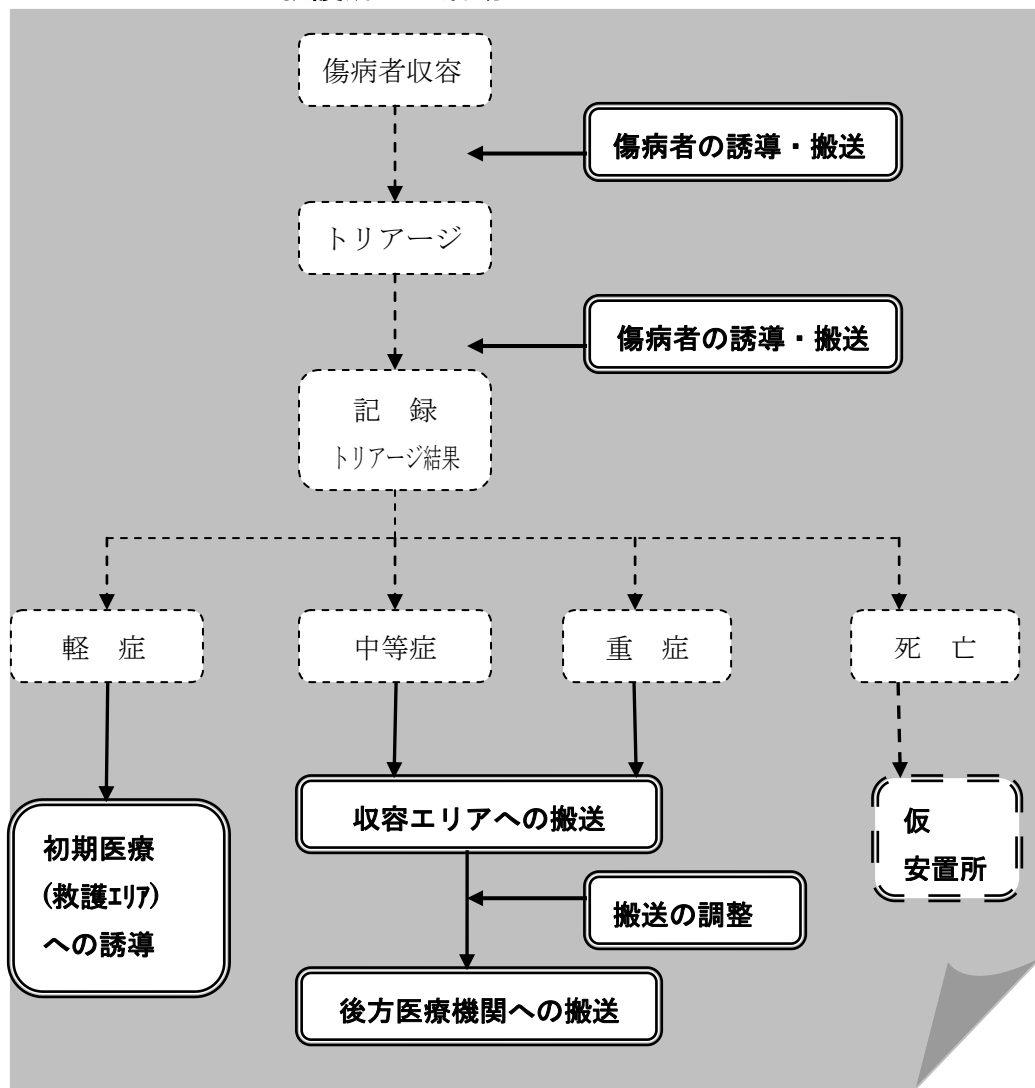 傷病者収容
傷病者の誘導・搬送
トリアージ
傷病者の誘導・搬送
記　録
トリアージ結果
軽　症
中等症
重　症
死　亡
収容エリアへの搬送
仮
安置所
初期医療
(救護ｴﾘｱ)
への誘導
搬送の調整
後方医療機関への搬送